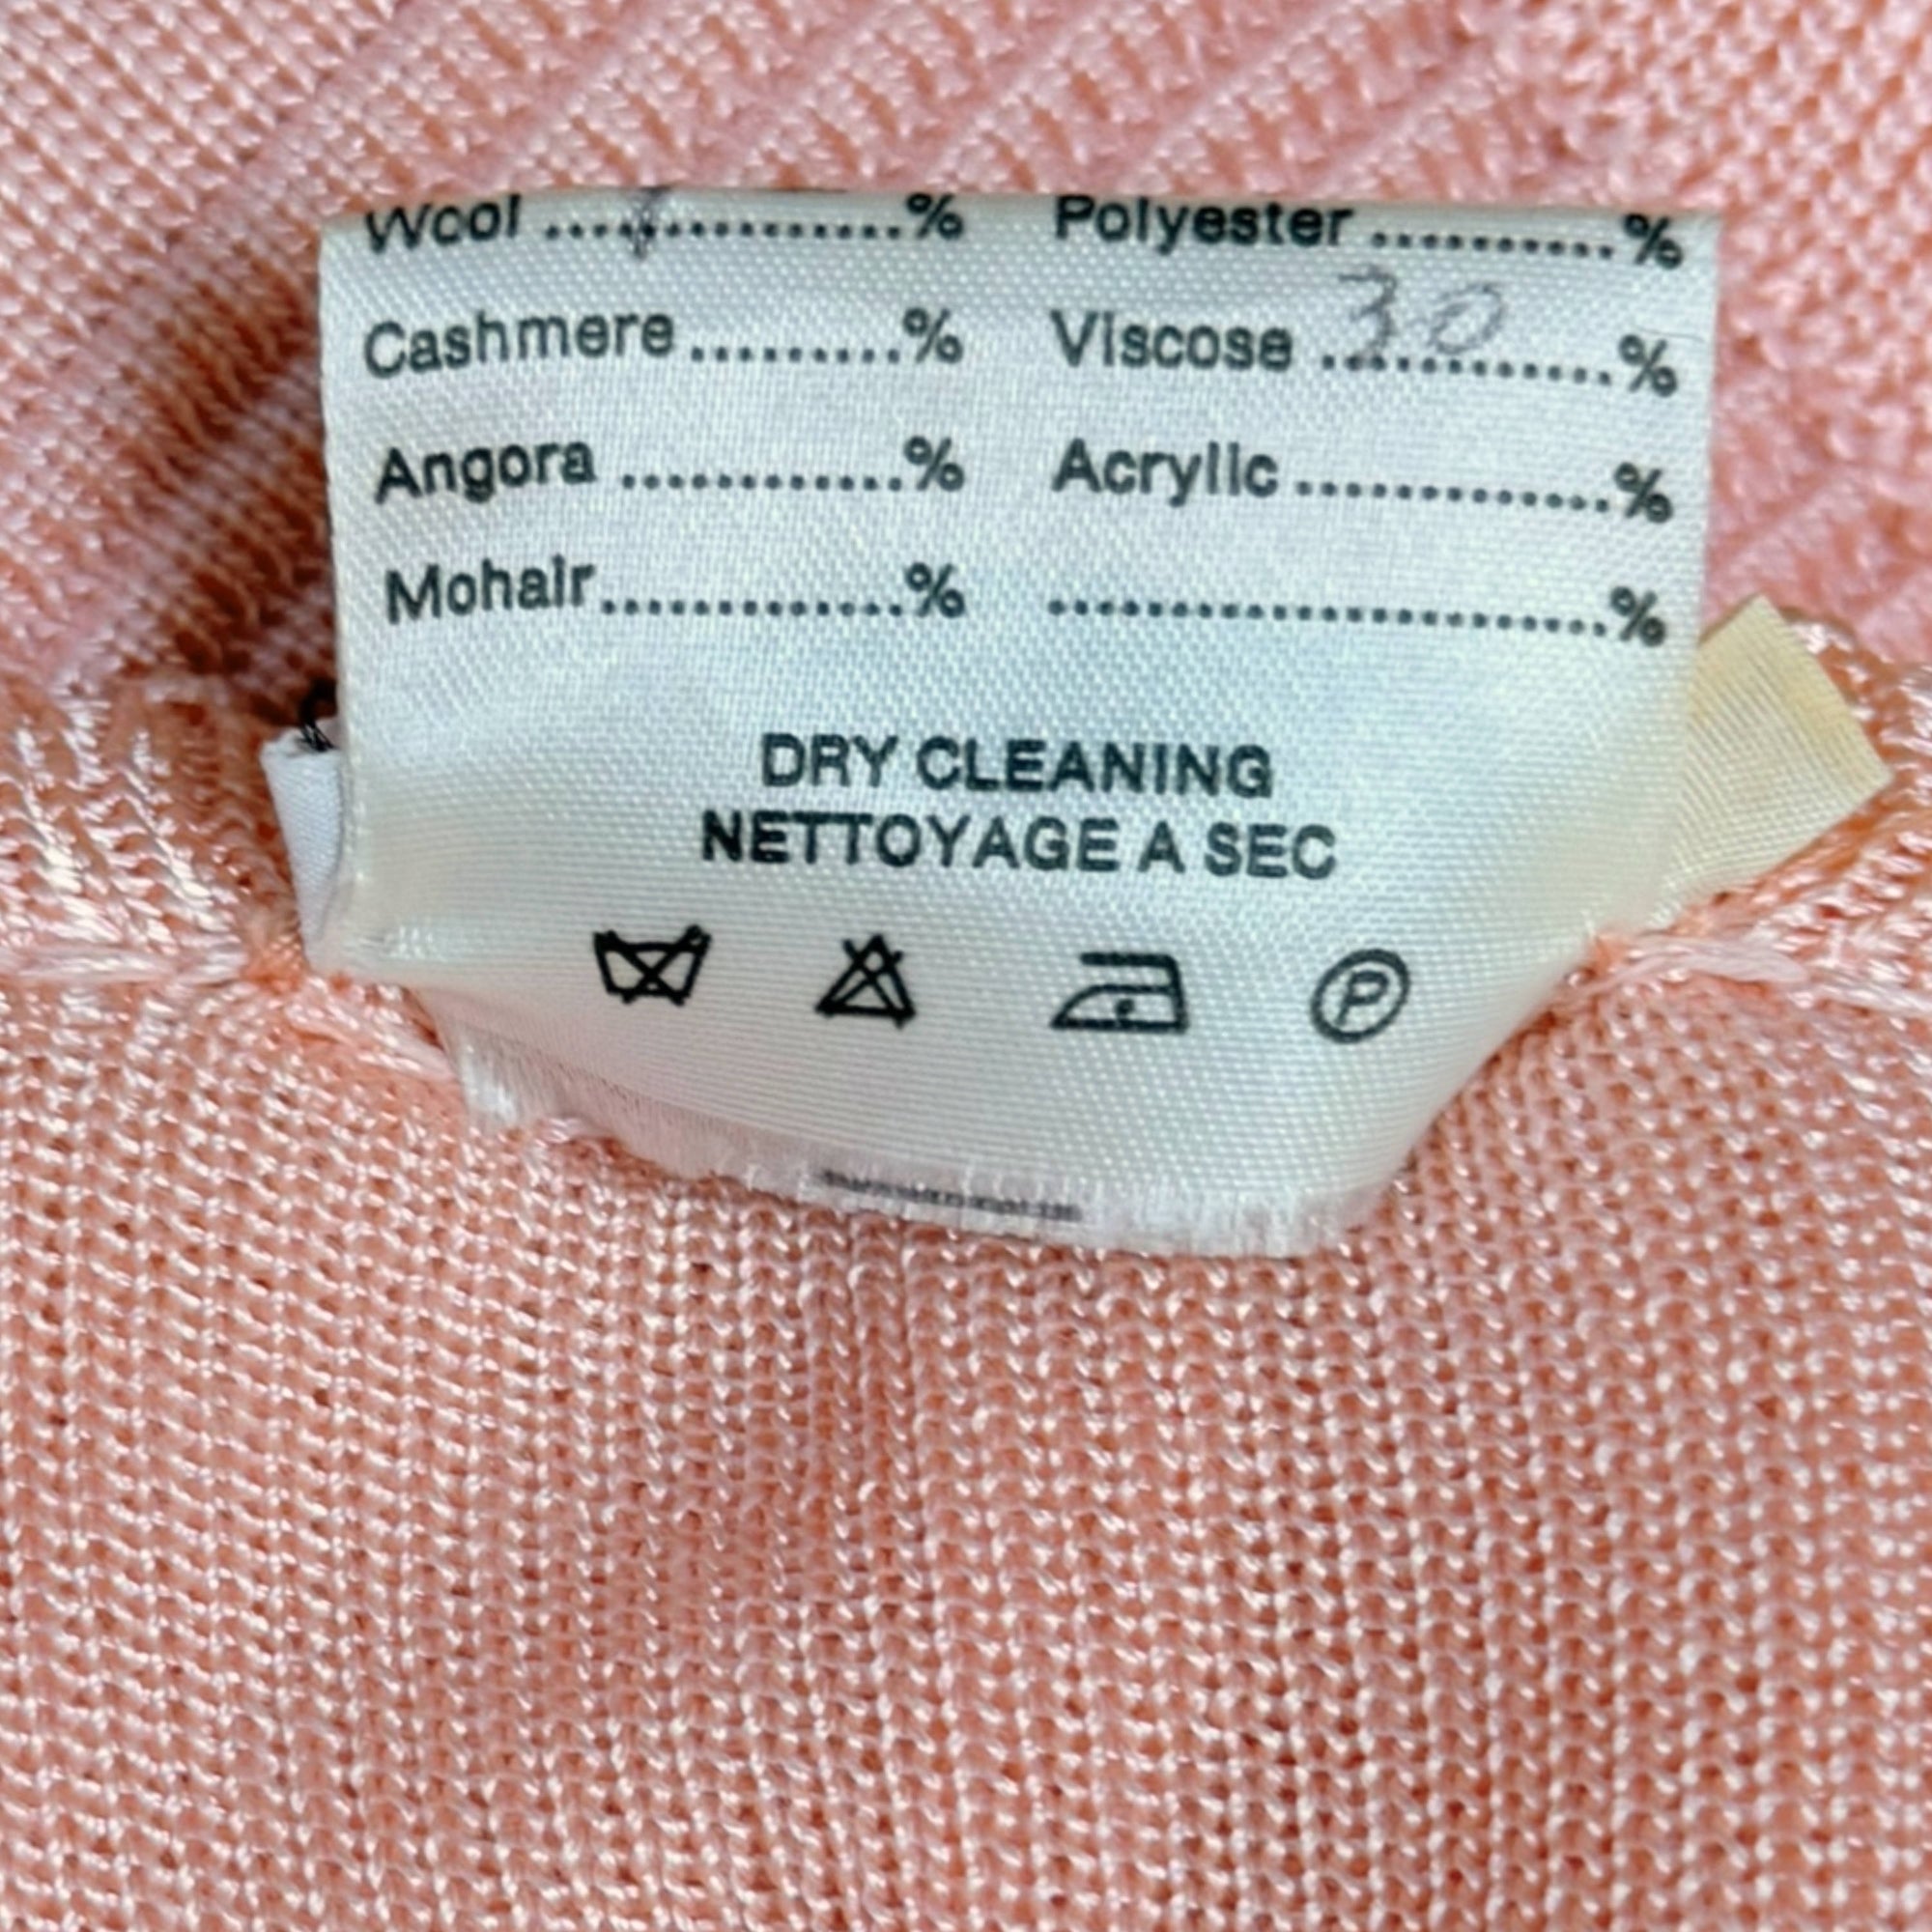 Wool ....................% Polyester ..............%
Cashmere ..........% Viscose 30 ..............%
Angora ..............% Acrylic ................%
Mohair ...............% .............................%
DRY CLEANING
NETTOYAGE A SEC
P